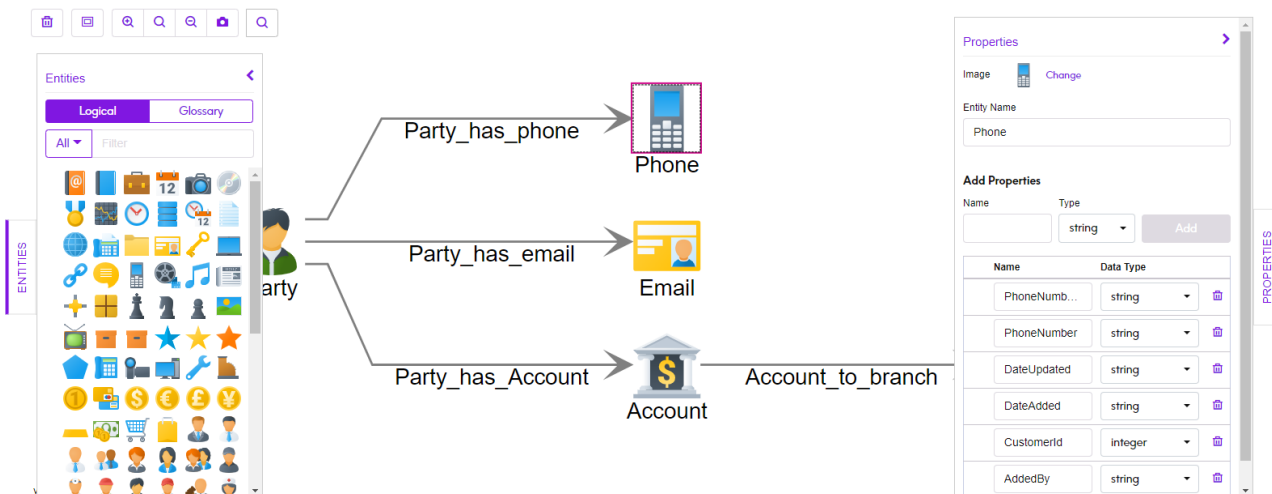 Entities
Logical
Glossary
All
Filter
12
12
ENTITIES
Party_has_phone
Phone
Party_has_email
Email
arty
Party_has_Account
Account
Account_to_branch
Properties
Image
Change
Entity Name
Phone
Add Properties
Name
Type
string
Add
Name
Data Type
PhoneNumb...
string
PhoneNumber
string
DateUpdated
string
DateAdded
string
CustomerId
integer
AddedBy
string
PROPERTIES